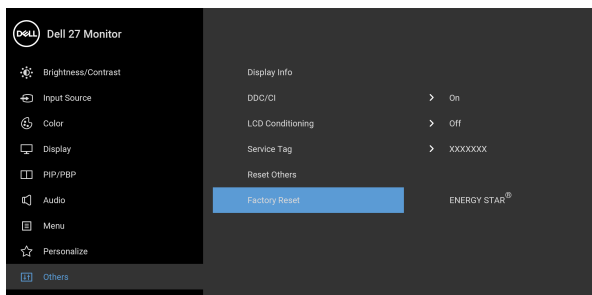 DELL Dell 27 Monitor
Brightness/Contrast
Input Source
Color
Display
PIP/PBP
Audio
Menu
Personalize
Others
Display Info
DDC/CI > On
LCD Conditioning > Off
Service Tag > XXXXXXX
Reset Others
Factory Reset ENERGY STAR®